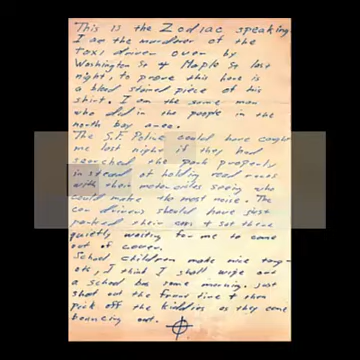 This is the Zodiac speaking
I am the murderer of the
taxi driver over by
Washington St + Maple St last
night, to prove this here is
a blood stained piece of his
shirt. I am the same man
who did in the people in the
north bay area.
The S.F. Police could have caught
me last night if they had
searched the park properly
instead of holding road races
with their motorcicles seeing who
could make the most noise. The
car drivers should have just
parked their cars + sat there
quietly waiting for me to come
out of cover.
School children make nice targ-
ets, I think I shall wipe out
a school bus some morning. Just
shoot out the front tire + then
pick off the kiddies as they come
bouncing out.